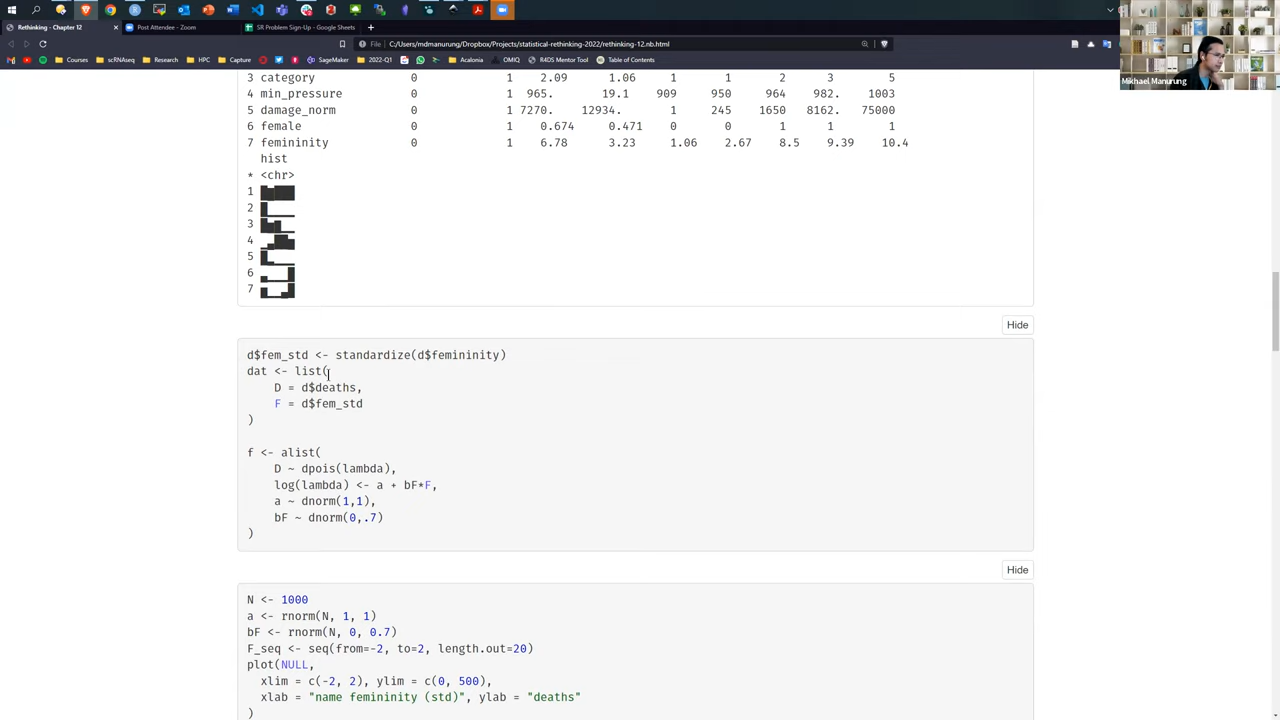 Rethinking - Chapter 12
Post Attendee - Zoom
SR Problem Sign-Up - Google Sheets
File
C:/Users/mdmanurung/Dropbox/Projects/statistical-rethinking-2022/rethinking-12.nb.html
Courses
scRNAseq
Research
HPC
Capture
SageMaker
2022-Q1
Acalonia
OMIQ
R4DS Mentor Tool
Table of Contents
Mikhael Manurung
3 category 0 1 2.09 1.06 1 1 2 3 5
4 min_pressure 0 1 965. 19.1 909 950 964 982. 1003
5 damage_norm 0 1 7270. 12934. 1 245 1650 8162. 75000
6 female 0 1 0.674 0.471 0 0 1 1 1
7 femininity 0 1 6.78 3.23 1.06 2.67 8.5 9.39 10.4
hist
* <chr>
1
2
3
4
5
6
7
Hide
d$fem_std <- standardize(d$femininity)
dat <- list(
D = d$deaths,
F = d$fem_std
)
f <- alist(
D ~ dpois(lambda),
log(lambda) <- a + bF*F,
a ~ dnorm(1,1),
bF ~ dnorm(0,.7)
)
Hide
N <- 1000
a <- rnorm(N, 1, 1)
bF <- rnorm(N, 0, 0.7)
F_seq <- seq(from=-2, to=2, length.out=20)
plot(NULL,
xlim = c(-2, 2), ylim = c(0, 500),
xlab = "name femininity (std)", ylab = "deaths"
)